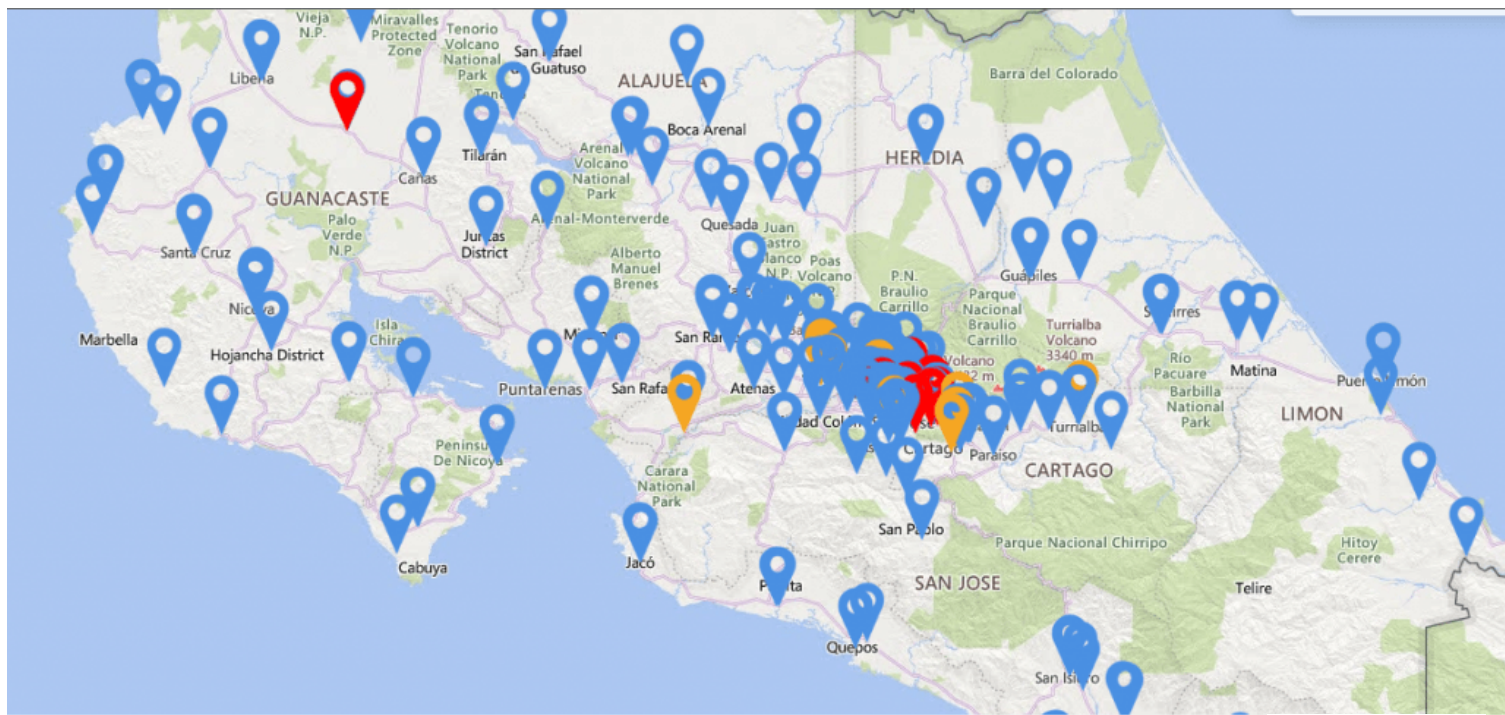 Vieja
N.P.
Miravalles
Protected
Zone
Tenorio
Volcano
National
Park
San Rafael
de Guatuso
ALAJUELA
Barra del Colorado
Liberia
Boca Arenal
Tilarán
Arenal
Volcano
National
Park
HEREDIA
Cañas
GUANACASTE
Palo
Verde
N.P.
Arenal-Monteverde
Quesada
Juan
Castro
Blanco
N.P.
Santa Cruz
Juntas
District
Alberto
Manuel
Brenes
Poas
Volcano
P.N.
Braulio
Carrillo
Guápiles
Nicoya
Parque
Nacional
Braulio
Carrillo
Siquirres
Marbella
Isla
Chira
Turrialba
Volcano
3340 m
Hojancha District
San Ramón
Volcano
Río
Pacuare
Matina
Puntarenas
San Rafael
Atenas
Barbilla
National
Park
Puerto Limón
LIMON
Turrialba
Peninsula
De Nicoya
Cartago
Paraíso
CARTAGO
Carara
National
Park
San Pablo
Parque Nacional Chirripo
Hitoy
Cerere
Jacó
Cabuya
SAN JOSE
Telire
Parrita
Quepos
San Isidro